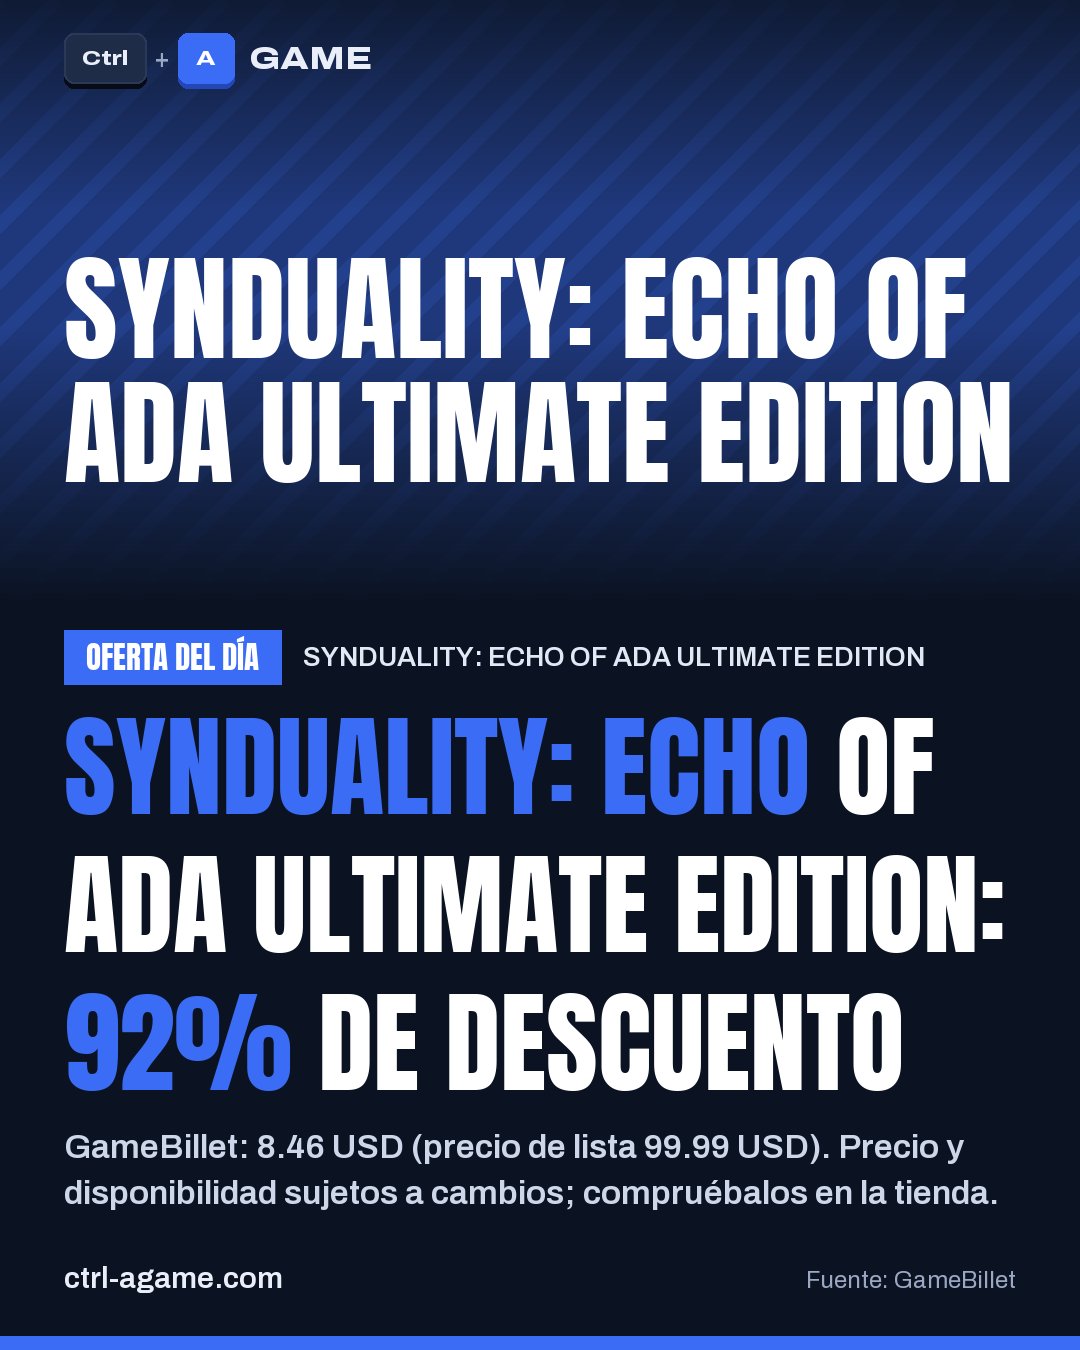 Ctrl + A GAME
SYNDUALITY: ECHO OF
ADA ULTIMATE EDITION
OFERTA DEL DÍA SYNDUALITY: ECHO OF ADA ULTIMATE EDITION
SYNDUALITY: ECHO OF
ADA ULTIMATE EDITION:
92% DE DESCUENTO
GameBillet: 8.46 USD (precio de lista 99.99 USD). Precio y
disponibilidad sujetos a cambios; compruébalos en la tienda.
ctrl-agame.com Fuente: GameBillet